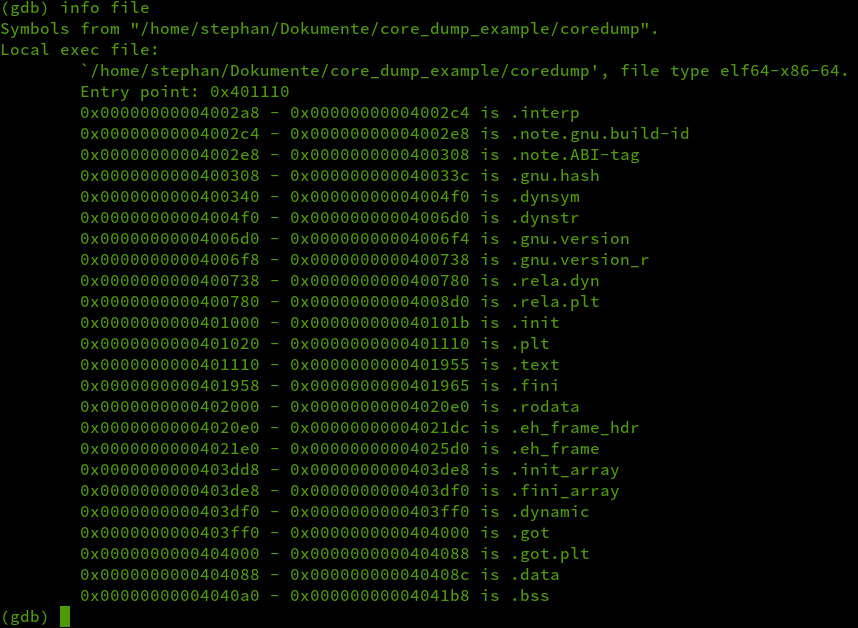 (gdb) info file
Symbols from "/home/stephan/Dokumente/core_dump_example/coredump".
Local exec file:
        `/home/stephan/Dokumente/core_dump_example/coredump', file type elf64-x86-64.
        Entry point: 0x401110
        0x00000000004002a8 - 0x00000000004002c4 is .interp
        0x00000000004002c4 - 0x00000000004002e8 is .note.gnu.build-id
        0x00000000004002e8 - 0x0000000000400308 is .note.ABI-tag
        0x0000000000400308 - 0x000000000040033c is .gnu.hash
        0x0000000000400340 - 0x00000000004004f0 is .dynsym
        0x00000000004004f0 - 0x00000000004006d0 is .dynstr
        0x00000000004006d0 - 0x00000000004006f4 is .gnu.version
        0x00000000004006f8 - 0x0000000000400738 is .gnu.version_r
        0x0000000000400738 - 0x0000000000400780 is .rela.dyn
        0x0000000000400780 - 0x00000000004008d0 is .rela.plt
        0x0000000000401000 - 0x000000000040101b is .init
        0x0000000000401020 - 0x0000000000401110 is .plt
        0x0000000000401110 - 0x0000000000401955 is .text
        0x0000000000401958 - 0x0000000000401965 is .fini
        0x0000000000402000 - 0x00000000004020e0 is .rodata
        0x00000000004020e0 - 0x00000000004021dc is .eh_frame_hdr
        0x00000000004021e0 - 0x00000000004025d0 is .eh_frame
        0x0000000000403dd8 - 0x0000000000403de8 is .init_array
        0x0000000000403de8 - 0x0000000000403df0 is .fini_array
        0x0000000000403df0 - 0x0000000000403ff0 is .dynamic
        0x0000000000403ff0 - 0x0000000000404000 is .got
        0x0000000000404000 - 0x0000000000404088 is .got.plt
        0x0000000000404088 - 0x000000000040408c is .data
        0x00000000004040a0 - 0x00000000004041b8 is .bss
(gdb)